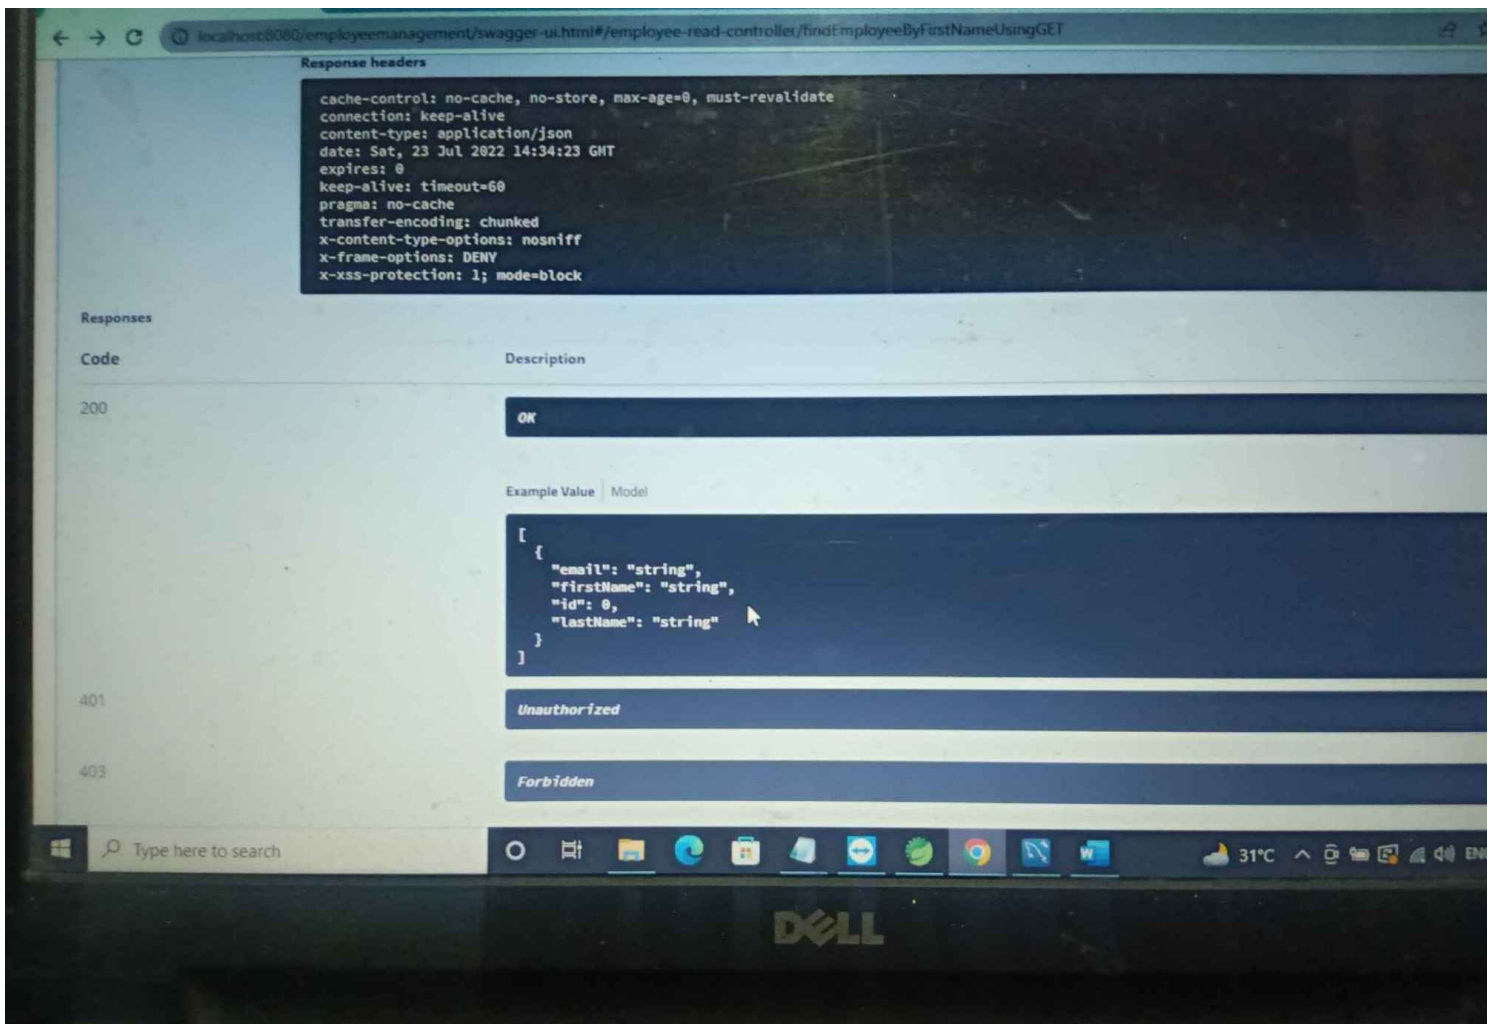 localhost:8080/employeemanagement/swagger-ui.html#/employee-read-controller/findEmployeeByFirstNameUsingGET
Response headers
cache-control: no-cache, no-store, max-age=0, must-revalidate
connection: keep-alive
content-type: application/json
date: Sat, 23 Jul 2022 14:34:23 GMT
expires: 0
keep-alive: timeout=60
pragma: no-cache
transfer-encoding: chunked
x-content-type-options: nosniff
x-frame-options: DENY
x-xss-protection: 1; mode=block
Responses
Code Description
200 OK
Example Value Model
[
{
"email": "string",
"firstName": "string",
"id": 0,
"lastName": "string"
}
]
401 Unauthorized
403 Forbidden
Type here to search 31°C
DELL